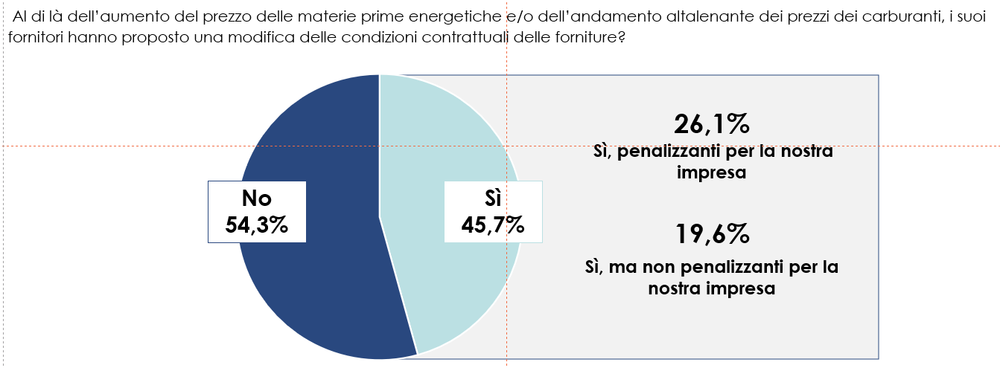 Al di là dell’aumento del prezzo delle materie prime energetiche e/o dell’andamento altalenante dei prezzi dei carburanti, i suoi
fornitori hanno proposto una modifica delle condizioni contrattuali delle forniture?
No
54,3%
Sì
45,7%
26,1%
Sì, penalizzanti per la nostra
impresa
19,6%
Sì, ma non penalizzanti per la
nostra impresa